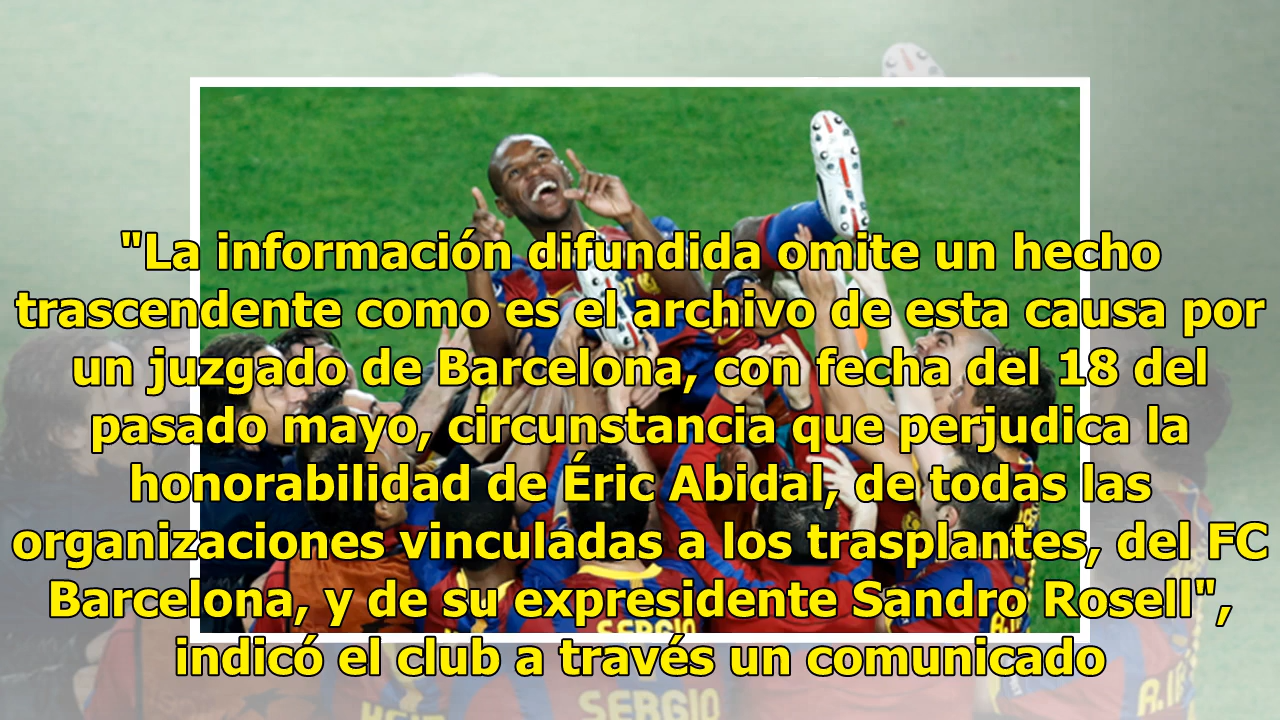 "La información difundida omite un hecho
trascendente como es el archivo de esta causa por
un juzgado de Barcelona, con fecha del 18 del
pasado mayo, circunstancia que perjudica la
honorabilidad de Éric Abidal, de todas las
organizaciones vinculadas a los trasplantes, del FC
Barcelona, y de su expresidente Sandro Rosell",
indicó el club a través un comunicado
SERGIO
SERGIO